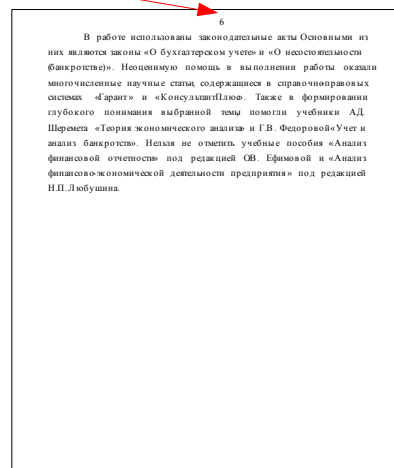 6
В работе использованы законодательные акты Основными из
них являются законы «О бухгалтерском учете» и «О несостоятельности
(банкротстве)». Неоценимую помощь в выполнении работы оказали
многочисленные научные статьи, содержащиеся в справочно-правовых
системах «Гарант» и «КонсультантПлюс». Также в формировании
глубокого понимания выбранной темы помогли учебники А.Д.
Шеремета «Теория экономического анализа» и Г.В. Федоровой «Учет и
анализ банкротств». Нельзя не отметить учебные пособия «Анализ
финансовой отчетности» под редакцией О.В. Ефимовой и «Анализ
финансово-экономической деятельности предприятия» под редакцией
Н.П. Любушина.